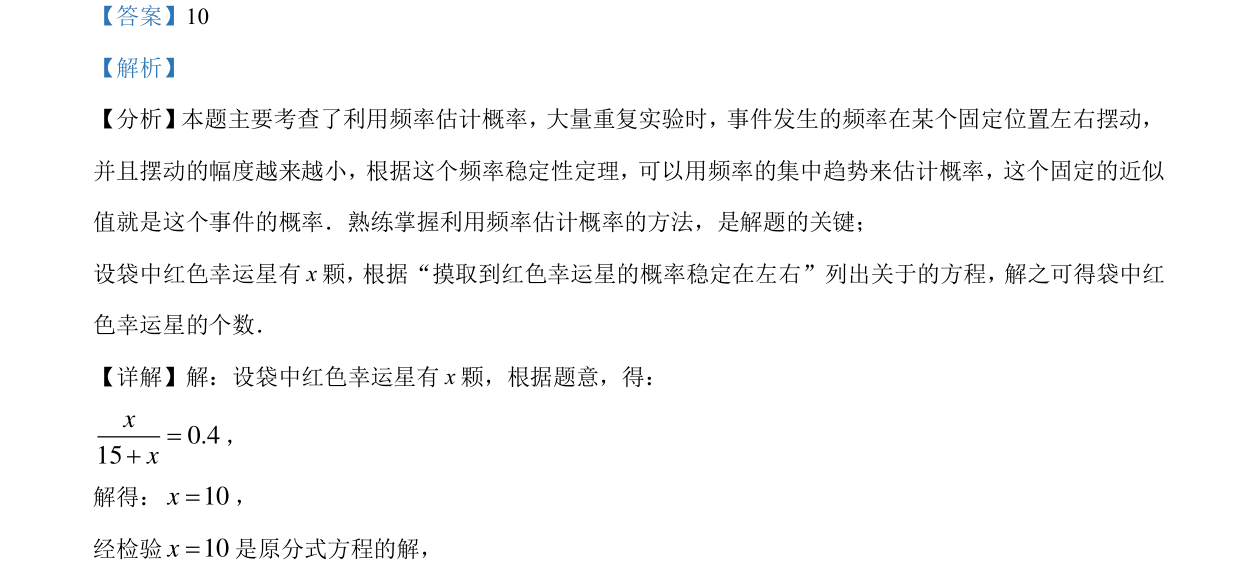 【答案】10
【解析】
【分析】本题主要考查了利用频率估计概率，大量重复实验时，事件发生的频率在某个固定位置左右摆动，
并且摆动的幅度越来越小，根据这个频率稳定性定理，可以用频率的集中趋势来估计概率，这个固定的近似
值就是这个事件的概率．熟练掌握利用频率估计概率的方法，是解题的关键；
设袋中红色幸运星有 x 颗，根据“摸取到红色幸运星的概率稳定在左右”列出关于的方程，解之可得袋中红
色幸运星的个数．
【详解】解：设袋中红色幸运星有 x 颗，根据题意，得：
x/(15+x)=0.4，
解得：x=10，
经检验 x=10 是原分式方程的解，